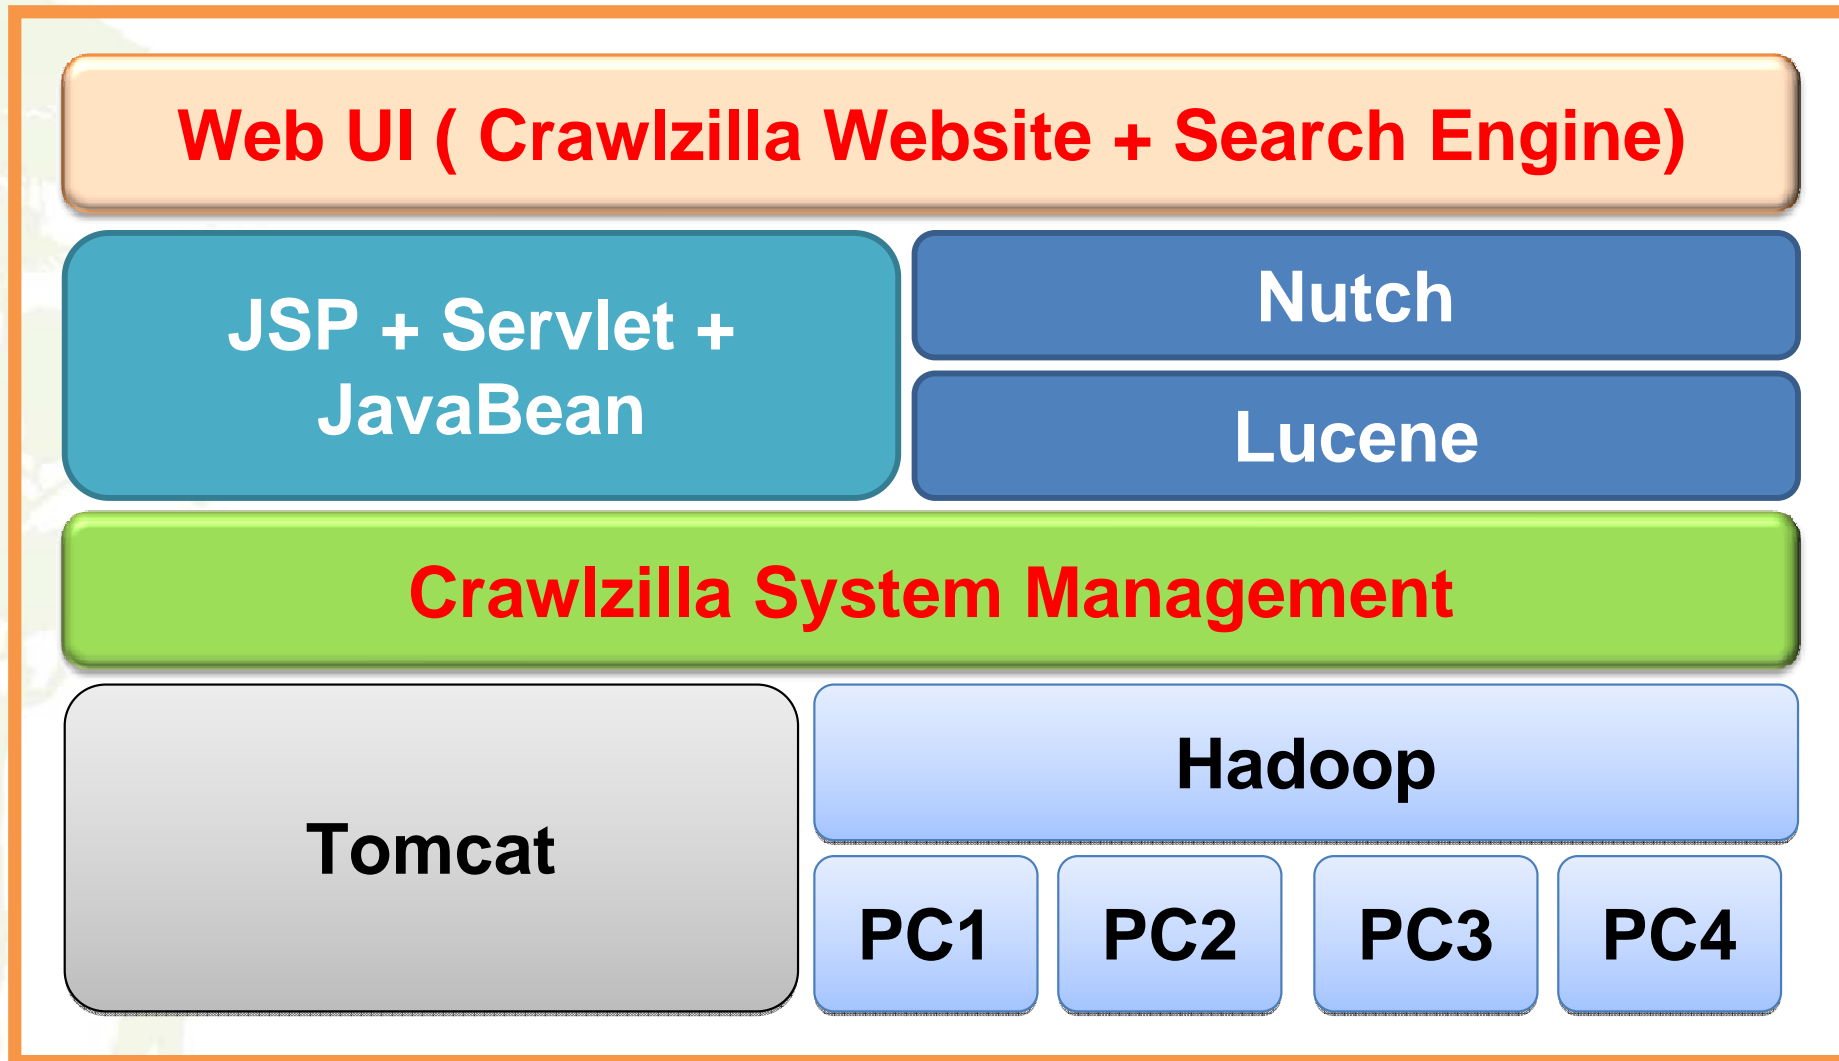 Web UI ( Crawlzilla Website + Search Engine)
JSP + Servlet +
JavaBean
Nutch
Lucene
Crawlzilla System Management
Tomcat
Hadoop
PC1
PC2
PC3
PC4